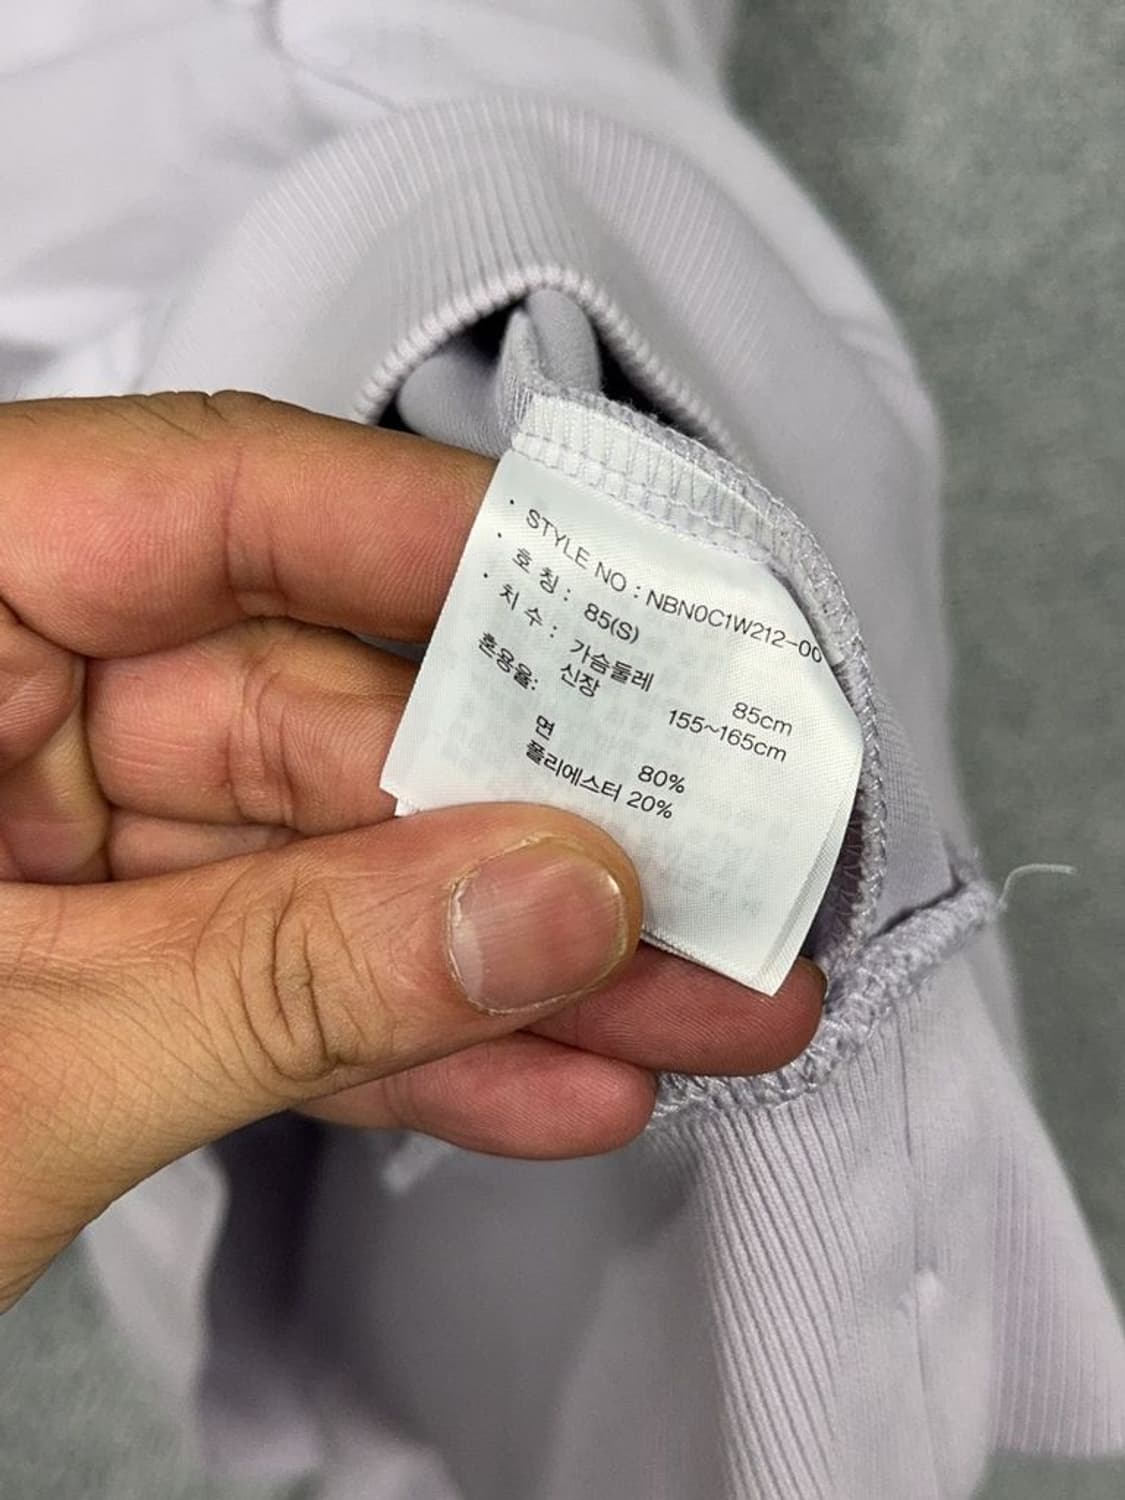 · STYLE NO : NBN0C1W212-00
· 호 칭 : 85(S)
· 치 수 : 가슴둘레 85cm
신장 155~165cm
혼용율:
면 80%
폴리에스터 20%